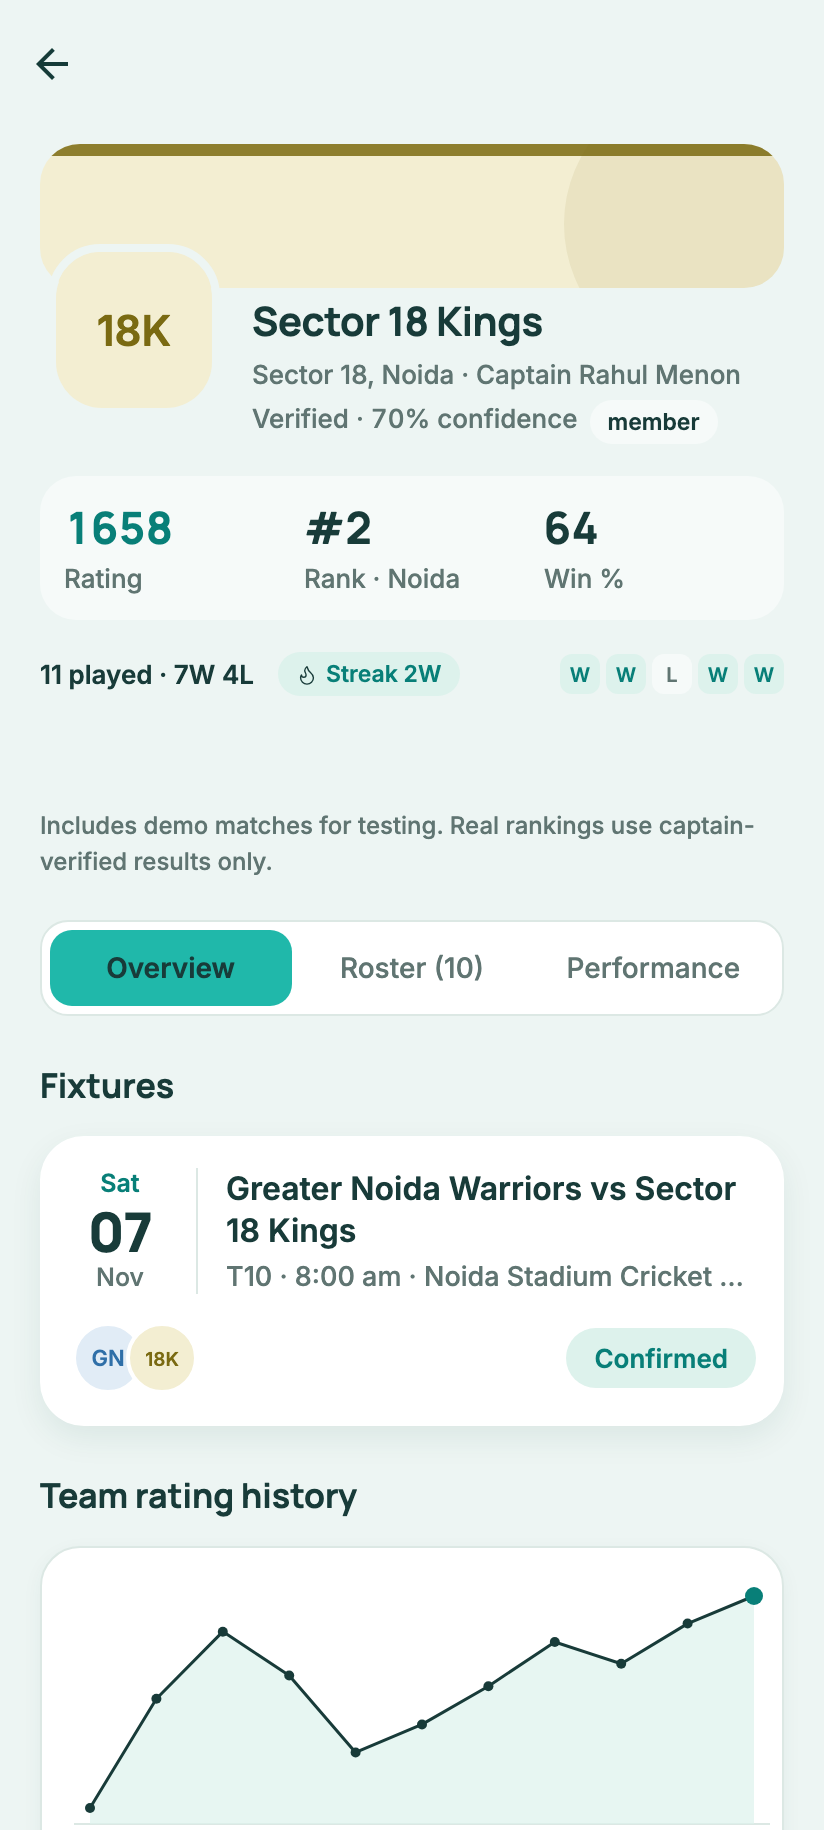 18K
Sector 18 Kings
Sector 18, Noida · Captain Rahul Menon
Verified · 70% confidence member
1658 #2 64
Rating Rank · Noida Win %
11 played · 7W 4L Streak 2W W W L W W
Includes demo matches for testing. Real rankings use captain-
verified results only.
Overview Roster (10) Performance
Fixtures
Sat
07
Nov
Greater Noida Warriors vs Sector
18 Kings
T10 · 8:00 am · Noida Stadium Cricket ...
GN 18K Confirmed
Team rating history